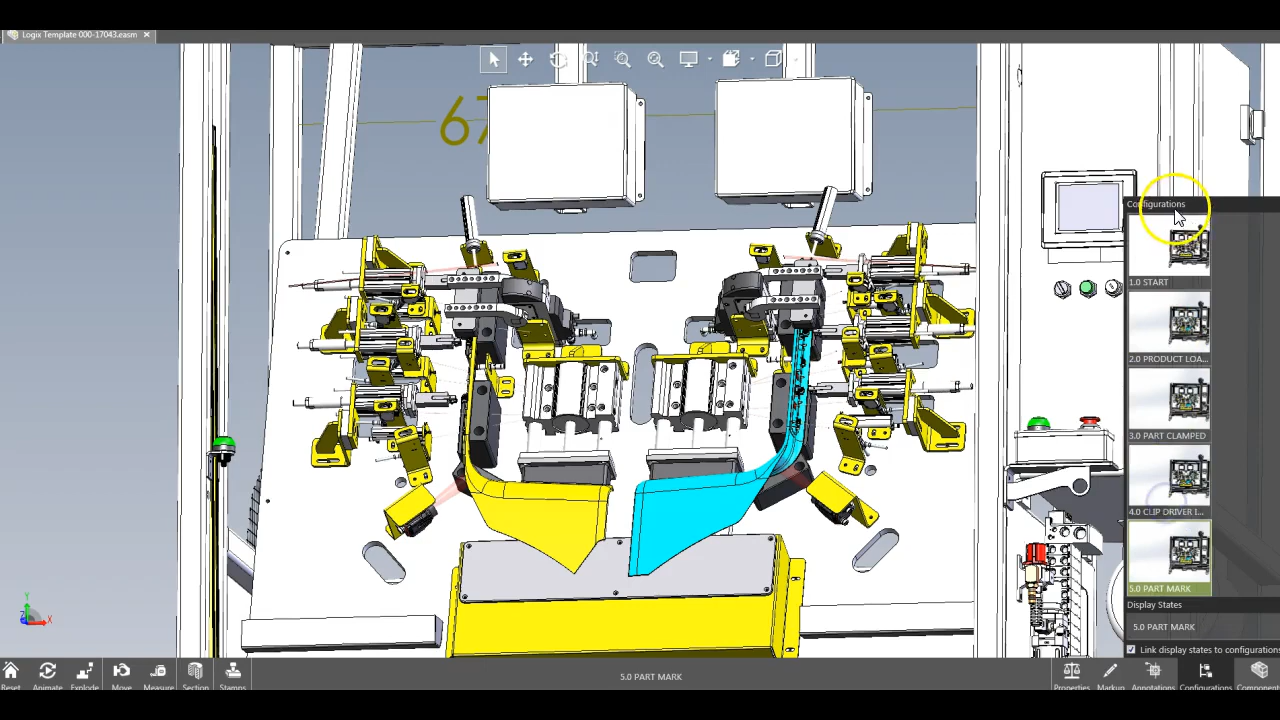 Logix Template 000-17043.easm
67
Configurations
1.0 START
2.0 PRODUCT LOA...
3.0 PART CLAMPED
4.0 CLIP DRIVER I...
5.0 PART MARK
Display States
5.0 PART MARK
Link display states to configurations
Reset
Animate
Explode
Move
Measure
Section
Stamps
5.0 PART MARK
Properties
Markup
Annotations
Configurations
Component